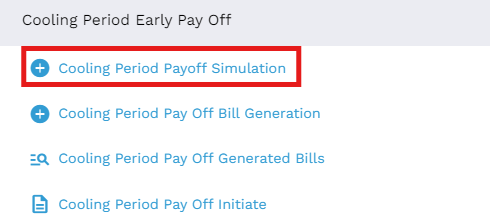 Cooling Period Early Pay Off
Cooling Period Payoff Simulation
Cooling Period Pay Off Bill Generation
Cooling Period Pay Off Generated Bills
Cooling Period Pay Off Initiate